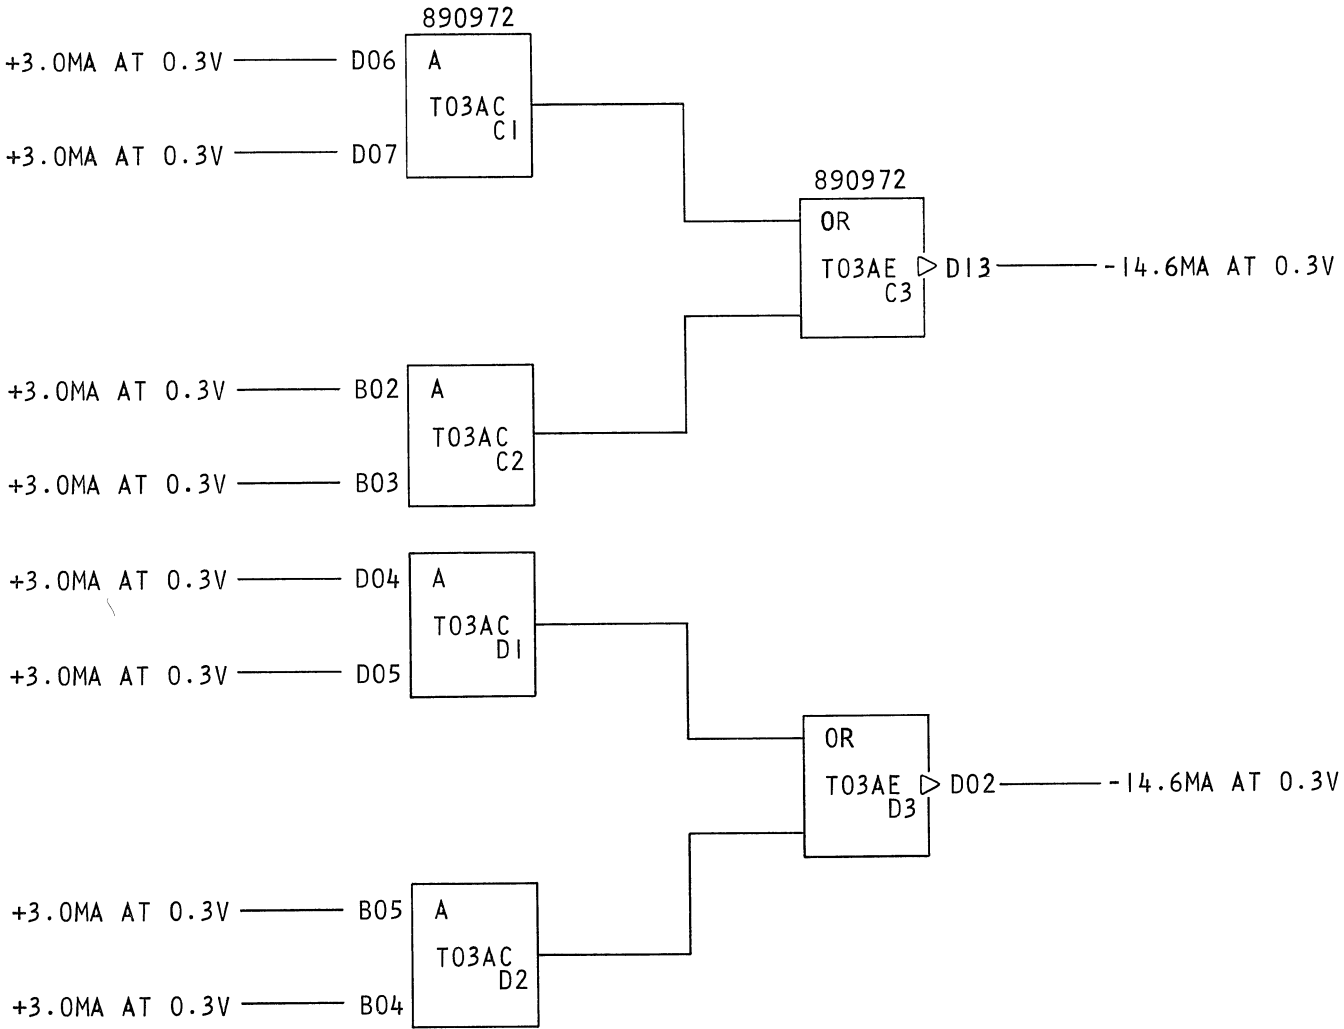 890972
+3.0MA AT 0.3V D06 A
T03AC
C1
+3.0MA AT 0.3V D07
890972
OR
T03AE D13 -14.6MA AT 0.3V
C3
+3.0MA AT 0.3V B02 A
T03AC
C2
+3.0MA AT 0.3V B03
+3.0MA AT 0.3V D04 A
T03AC
D1
+3.0MA AT 0.3V D05
OR
T03AE D02 -14.6MA AT 0.3V
D3
+3.0MA AT 0.3V B05 A
T03AC
D2
+3.0MA AT 0.3V B04